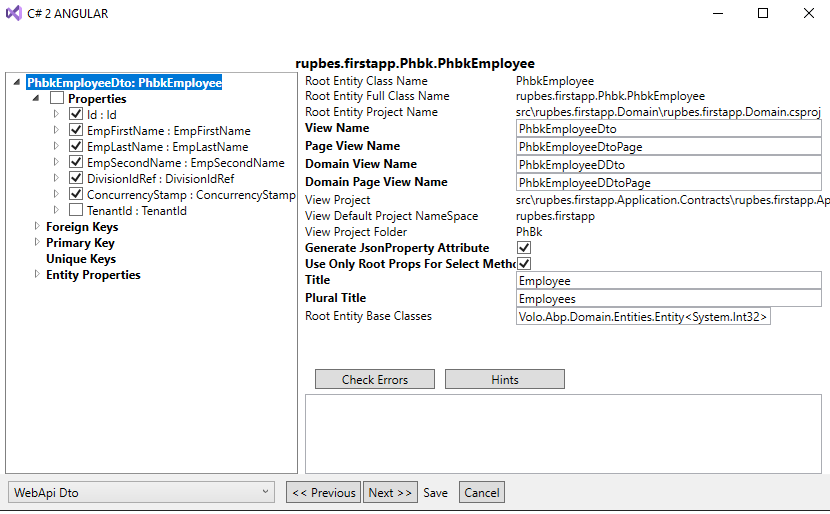 C# 2 ANGULAR
rupbes.firstapp.Phbk.PhbkEmployee
PhbkEmployeeDto: PhbkEmployee
Properties
Id : Id
EmpFirstName : EmpFirstName
EmpLastName : EmpLastName
EmpSecondName : EmpSecondName
DivisionIdRef : DivisionIdRef
ConcurrencyStamp : ConcurrencyStamp
TenantId : TenantId
Foreign Keys
Primary Key
Unique Keys
Entity Properties
Root Entity Class Name PhbkEmployee
Root Entity Full Class Name rupbes.firstapp.Phbk.PhbkEmployee
Root Entity Project Name src\rupbes.firstapp.Domain\rupbes.firstapp.Domain.csproj
View Name PhbkEmployeeDto
Page View Name PhbkEmployeeDtoPage
Domain View Name PhbkEmployeeDDto
Domain Page View Name PhbkEmployeeDDtoPage
View Project src\rupbes.firstapp.Application.Contracts\rupbes.firstapp.Ap
View Default Project NameSpace rupbes.firstapp
View Project Folder PhBk
Generate JsonProperty Attribute
Use Only Root Props For Select Metho
Title Employee
Plural Title Employees
Root Entity Base Classes Volo.Abp.Domain.Entities.Entity<System.Int32>
Check Errors Hints
WebApi Dto << Previous Next >> Save Cancel